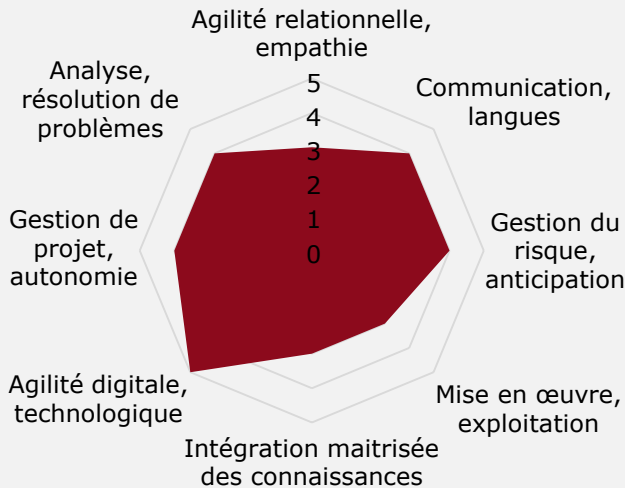 Agilité relationnelle,
empathie
Communication,
langues
Gestion du
risque,
anticipation
Mise en œuvre,
exploitation
Intégration maitrisée
des connaissances
Agilité digitale,
technologique
Gestion de
projet,
autonomie
Analyse,
résolution de
problèmes
5
4
3
2
1
0